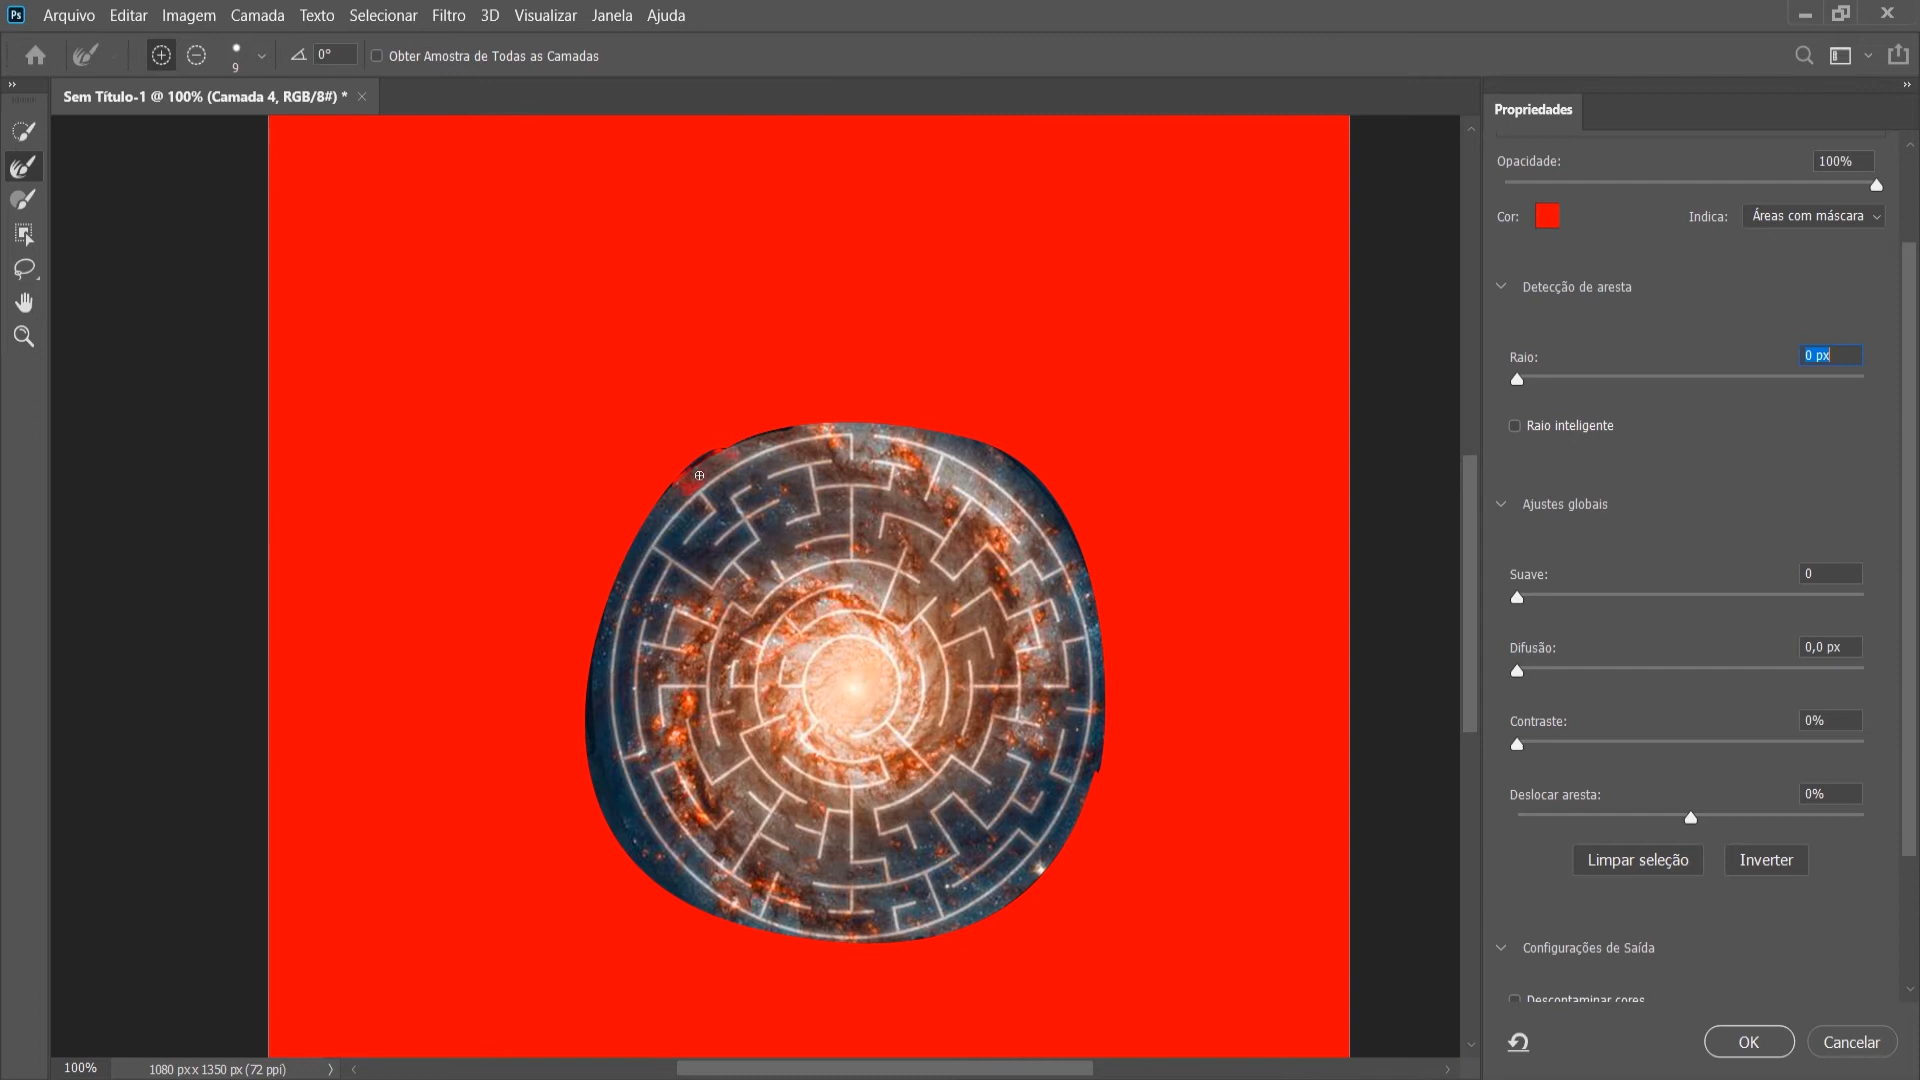 Ps Arquivo Editar Imagem Camada Texto Selecionar Filtro 3D Visualizar Janela Ajuda
9 0° Obter Amostra de Todas as Camadas
Sem Título-1 @ 100% (Camada 4, RGB/8#) *
Propriedades
Opacidade: 100%
Cor: Indica: Áreas com máscara
Detecção de aresta
Raio: 0 px
Raio inteligente
Ajustes globais
Suave: 0
Difusão: 0,0 px
Contraste: 0%
Deslocar aresta: 0%
Limpar seleção Inverter
Configurações de Saída
Descontaminar cores
OK Cancelar
100% 1080 px x 1350 px (72 ppi)